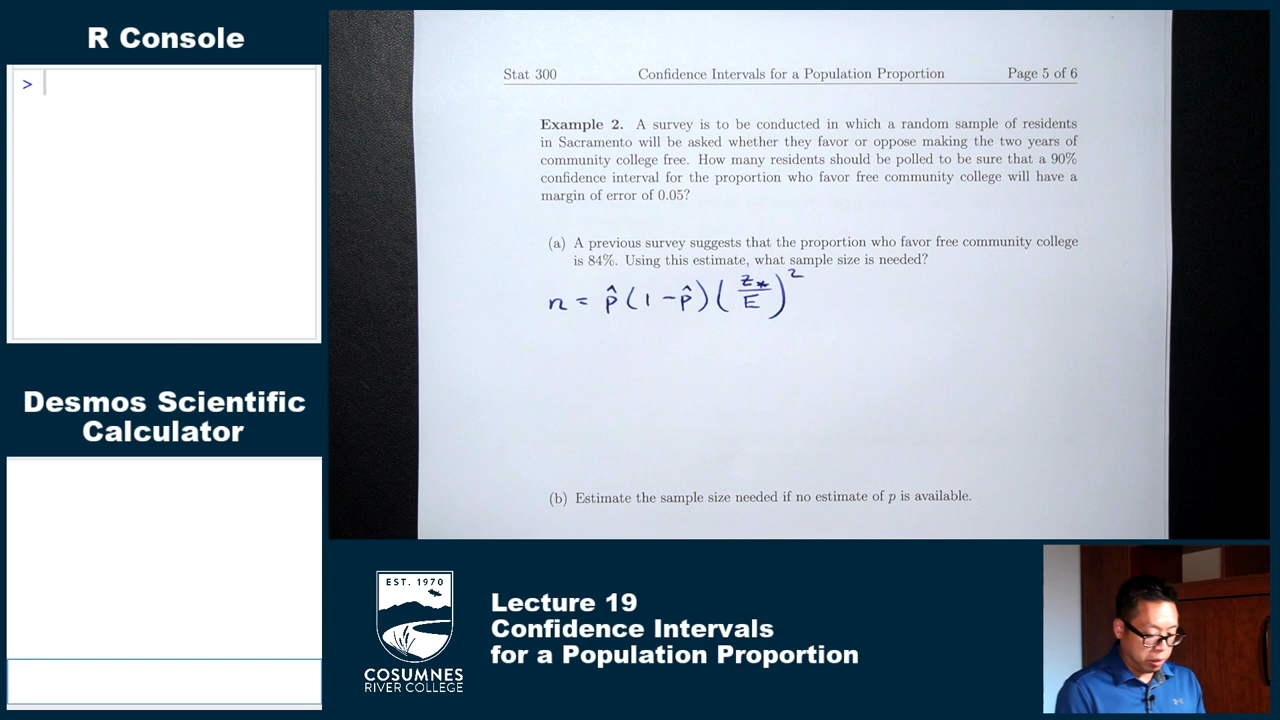 R Console
>
Desmos Scientific
Calculator
Stat 300 Confidence Intervals for a Population Proportion Page 5 of 6
Example 2. A survey is to be conducted in which a random sample of residents
in Sacramento will be asked whether they favor or oppose making the two years of
community college free. How many residents should be polled to be sure that a 90%
confidence interval for the proportion who favor free community college will have a
margin of error of 0.05?
(a) A previous survey suggests that the proportion who favor free community college
is 84%. Using this estimate, what sample size is needed?
n = p̂(1-p̂)(z*/E)²
(b) Estimate the sample size needed if no estimate of p is available.
EST. 1970
COSUMNES
RIVER COLLEGE
Lecture 19
Confidence Intervals
for a Population Proportion